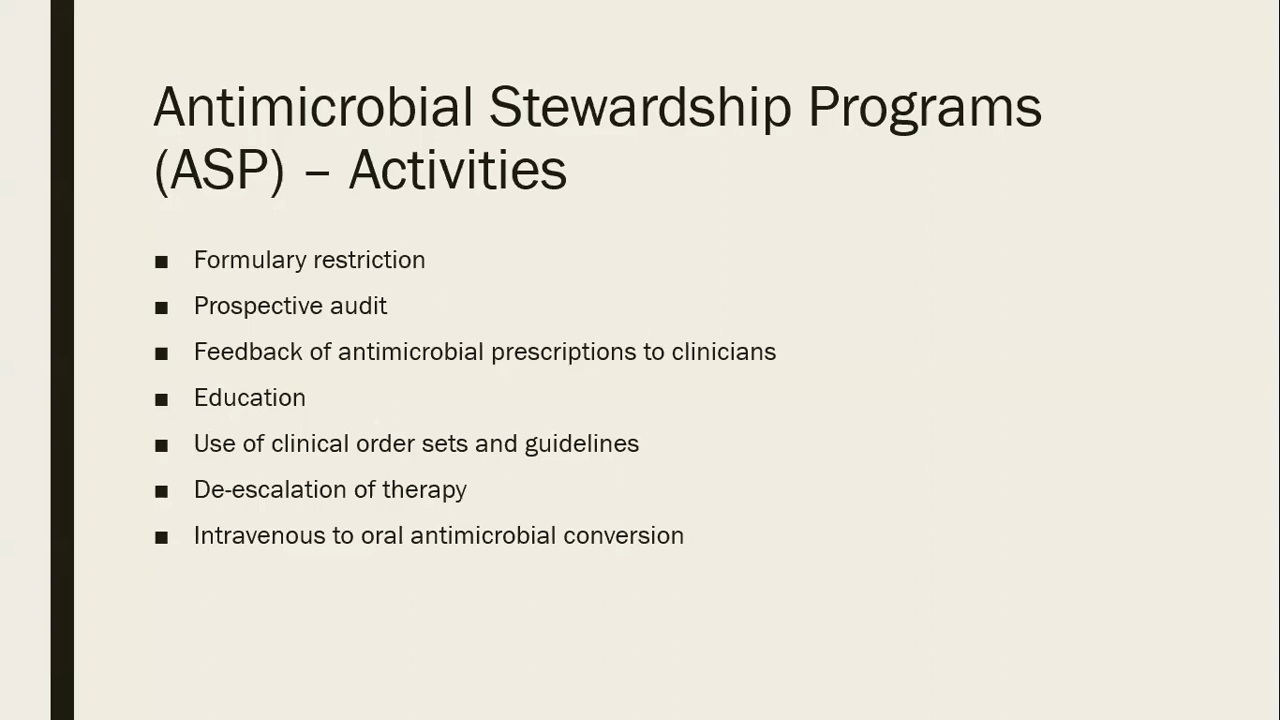 Antimicrobial Stewardship Programs
(ASP) – Activities
■ Formulary restriction
■ Prospective audit
■ Feedback of antimicrobial prescriptions to clinicians
■ Education
■ Use of clinical order sets and guidelines
■ De-escalation of therapy
■ Intravenous to oral antimicrobial conversion